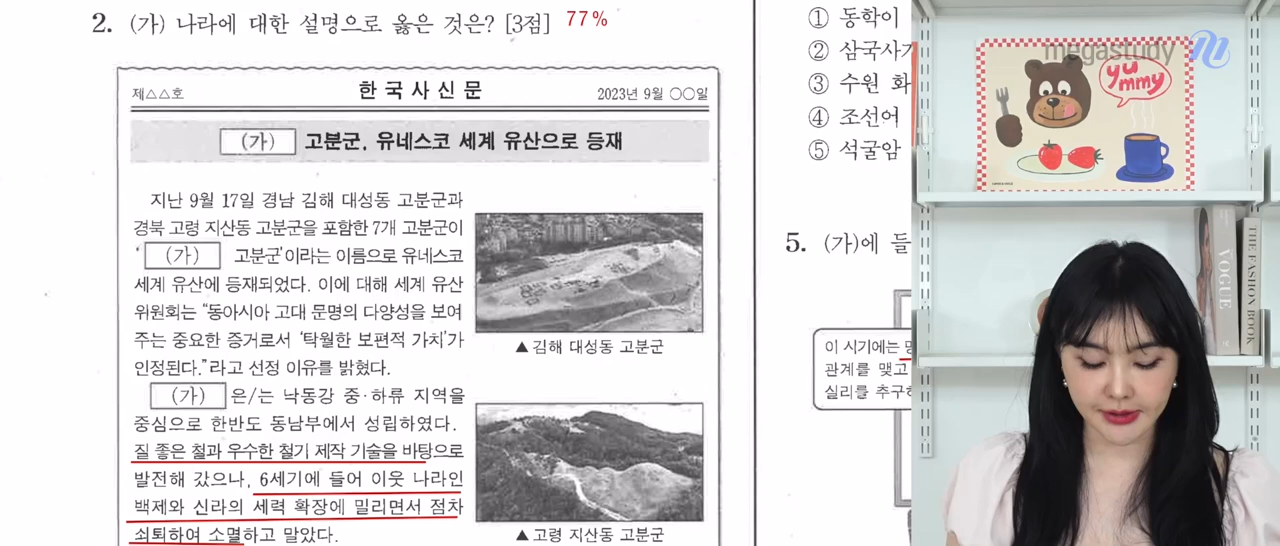 2. (가) 나라에 대한 설명으로 옳은 것은? [3점] 77%
제△△호
한국사신문
2023년 9월 ○○일
(가) 고분군, 유네스코 세계 유산으로 등재
지난 9월 17일 경남 김해 대성동 고분군과
경북 고령 지산동 고분군을 포함한 7개 고분군이
‘ (가) 고분군’이라는 이름으로 유네스코
세계 유산에 등재되었다. 이에 대해 세계 유산
위원회는 “동아시아 고대 문명의 다양성을 보여
주는 중요한 증거로서 ‘탁월한 보편적 가치’가
인정된다.”라고 선정 이유를 밝혔다.
(가) 은/는 낙동강 중·하류 지역을
중심으로 한반도 동남부에서 성립하였다.
질 좋은 철과 우수한 철기 제작 기술을 바탕으로
발전해 갔으나, 6세기에 들어 이웃 나라인
백제와 신라의 세력 확장에 밀리면서 점차
쇠퇴하여 소멸하고 말았다.
▲김해 대성동 고분군
▲고령 지산동 고분군
① 동학이
② 삼국사기
③ 수원 화
④ 조선어
⑤ 석굴암
5. (가)에 들
이 시기에는
관계를 맺고
실리를 추구
megastudy
yummy
VOGUE
THE FASHION BOOK